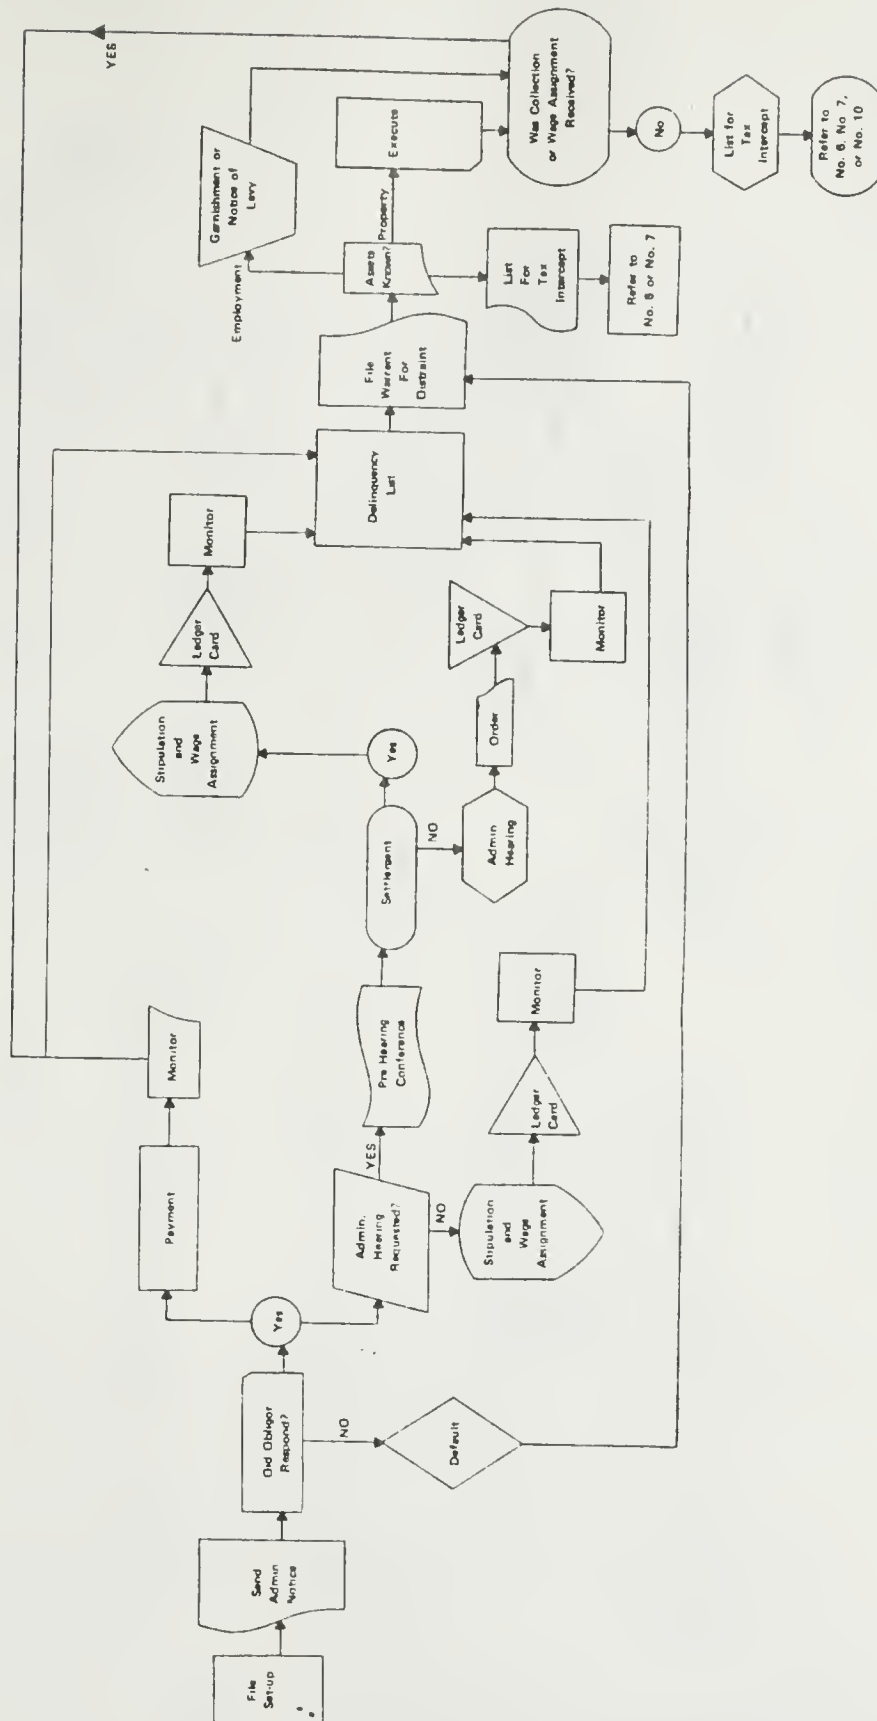 File
Set-up
Send
Admin
Notice
Did Obligor
Respond?
NO
Default
Yes
Payment
Monitor
Admin.
Hearing
Requested?
YES
Pre Hearing
Conference
NO
Stipulation
and
Wage
Assignment
Ledger
Card
Monitor
Settlement
Yes
NO
Admin
Hearing
Order
Ledger
Card
Monitor
Stipulation
and
Wage
Assignment
Ledger
Card
Monitor
Delinquency
List
File
Warrent
For
Distraint
Assets
Known?
Employment
Property
Garnishment or
Notice of
Levy
Execute
List
For
Tax
Intercept
Refer to
No. 6 or No. 7
Was Collection
or Wage Assignment
Received?
YES
No
List for
Tax
Intercept
Refer to
No. 6, No. 7,
or No. 10